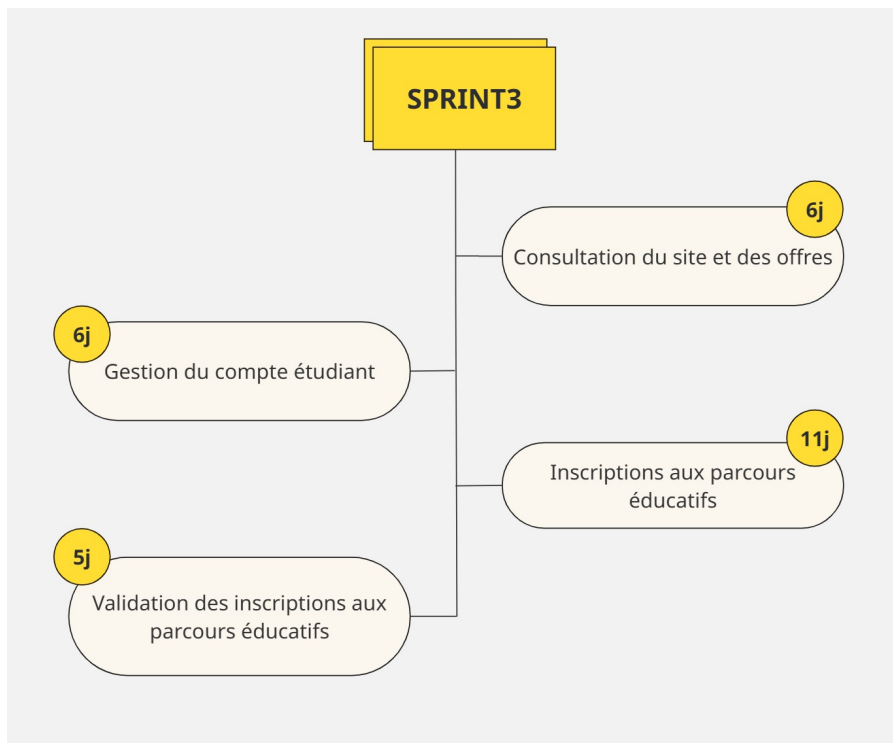 SPRINT3
6j
Consultation du site et des offres
6j
Gestion du compte étudiant
11j
Inscriptions aux parcours
éducatifs
5j
Validation des inscriptions aux
parcours éducatifs